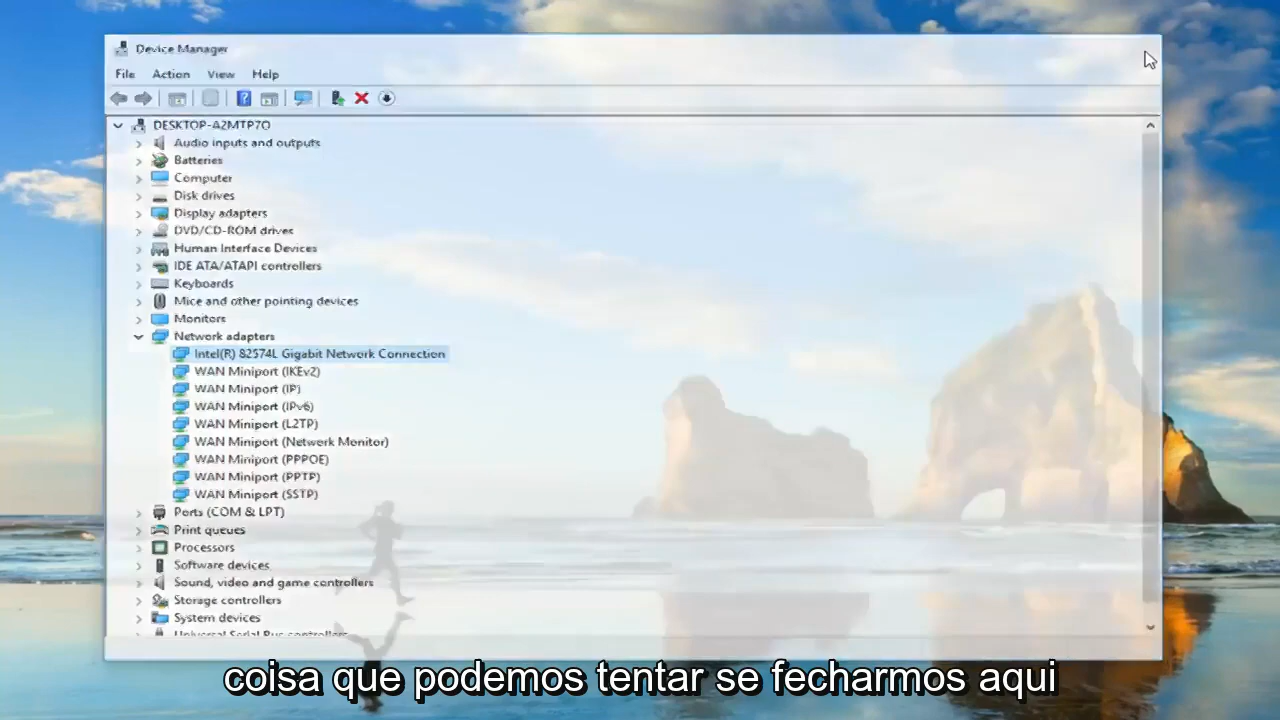 Device Manager
File Action View Help
DESKTOP-A2MTP7O
Audio inputs and outputs
Batteries
Computer
Disk drives
Display adapters
DVD/CD-ROM drives
Human Interface Devices
IDE ATA/ATAPI controllers
Keyboards
Mice and other pointing devices
Monitors
Network adapters
Intel(R) 82574L Gigabit Network Connection
WAN Miniport (IKEv2)
WAN Miniport (IP)
WAN Miniport (IPv6)
WAN Miniport (L2TP)
WAN Miniport (Network Monitor)
WAN Miniport (PPPOE)
WAN Miniport (PPTP)
WAN Miniport (SSTP)
Ports (COM & LPT)
Print queues
Processors
Software devices
Sound, video and game controllers
Storage controllers
System devices
Universal Serial Bus controllers
coisa que podemos tentar se fecharmos aqui